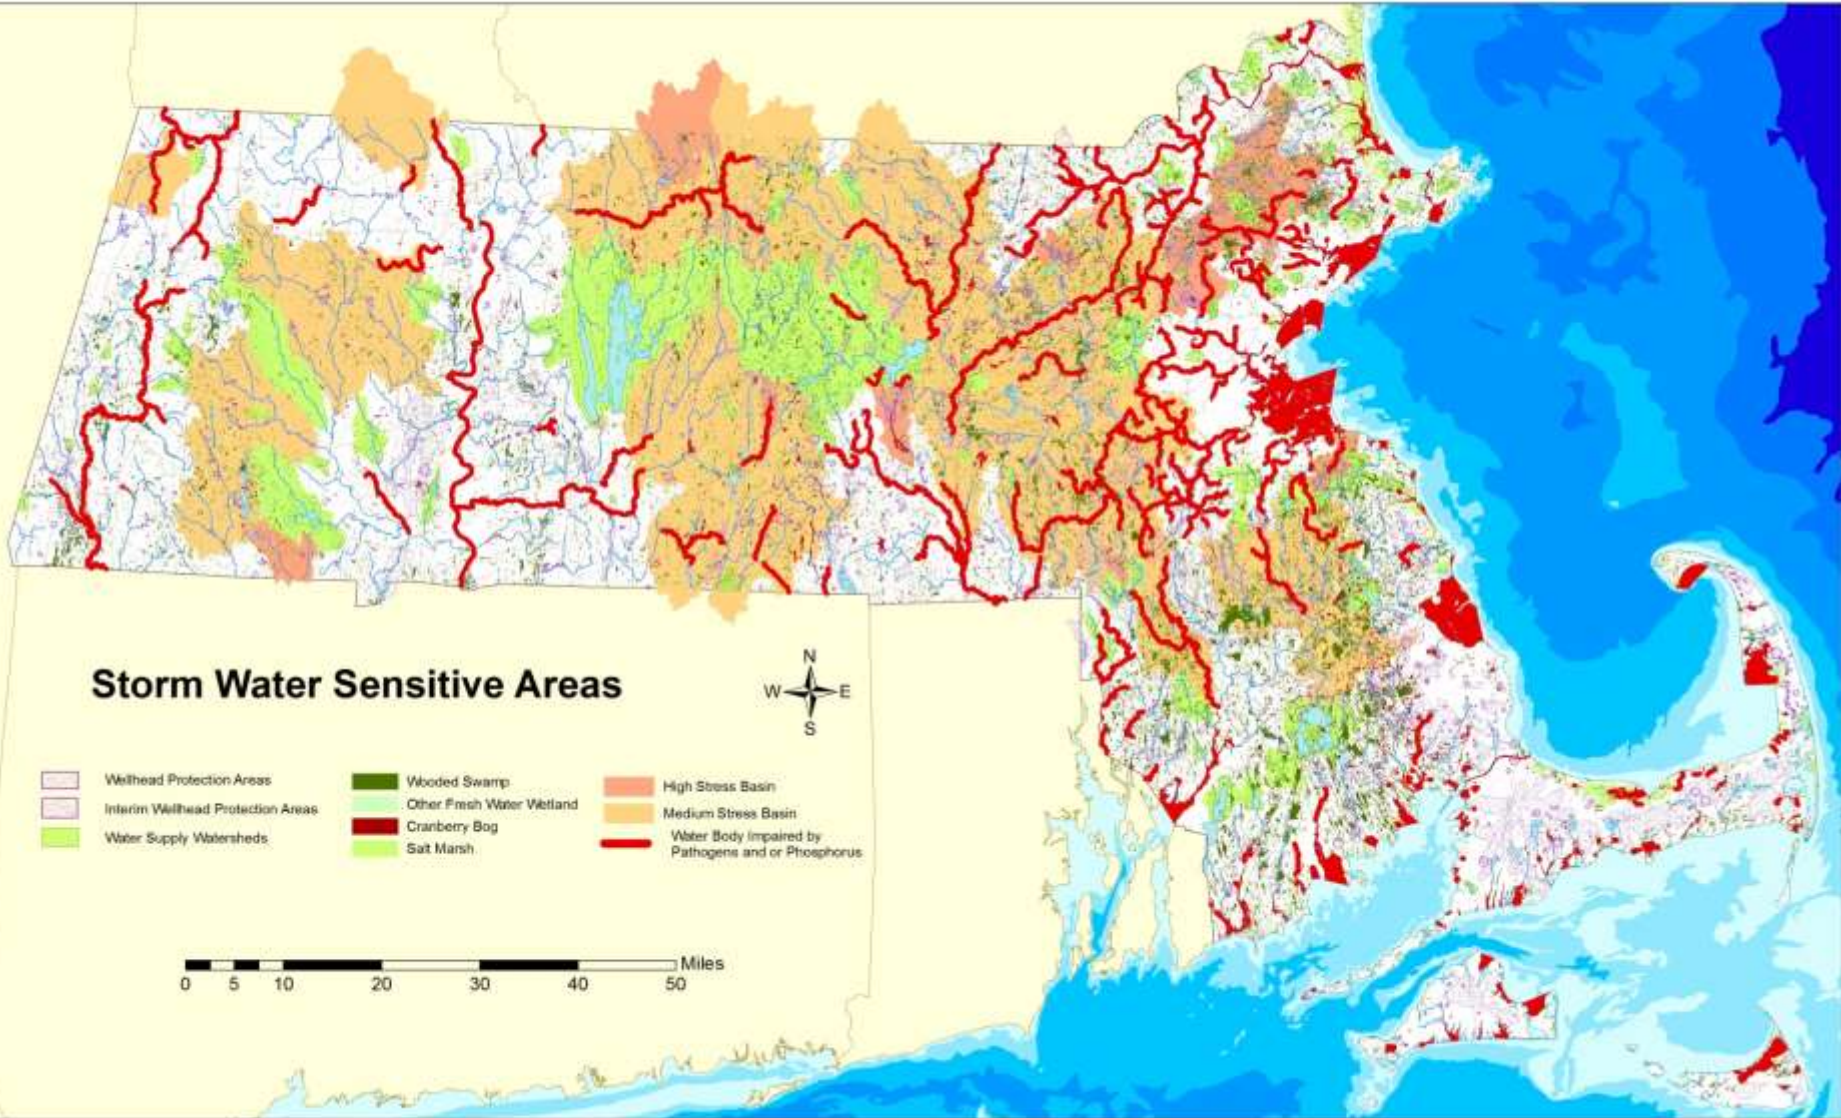 Storm Water Sensitive Areas
N
W E
S
Wellhead Protection Areas
Interim Wellhead Protection Areas
Water Supply Watersheds
Wooded Swamp
Other Fresh Water Wetland
Cranberry Bog
Salt Marsh
High Stress Basin
Medium Stress Basin
Water Body Impaired by
Pathogens and or Phosphorus
Miles
0 5 10 20 30 40 50